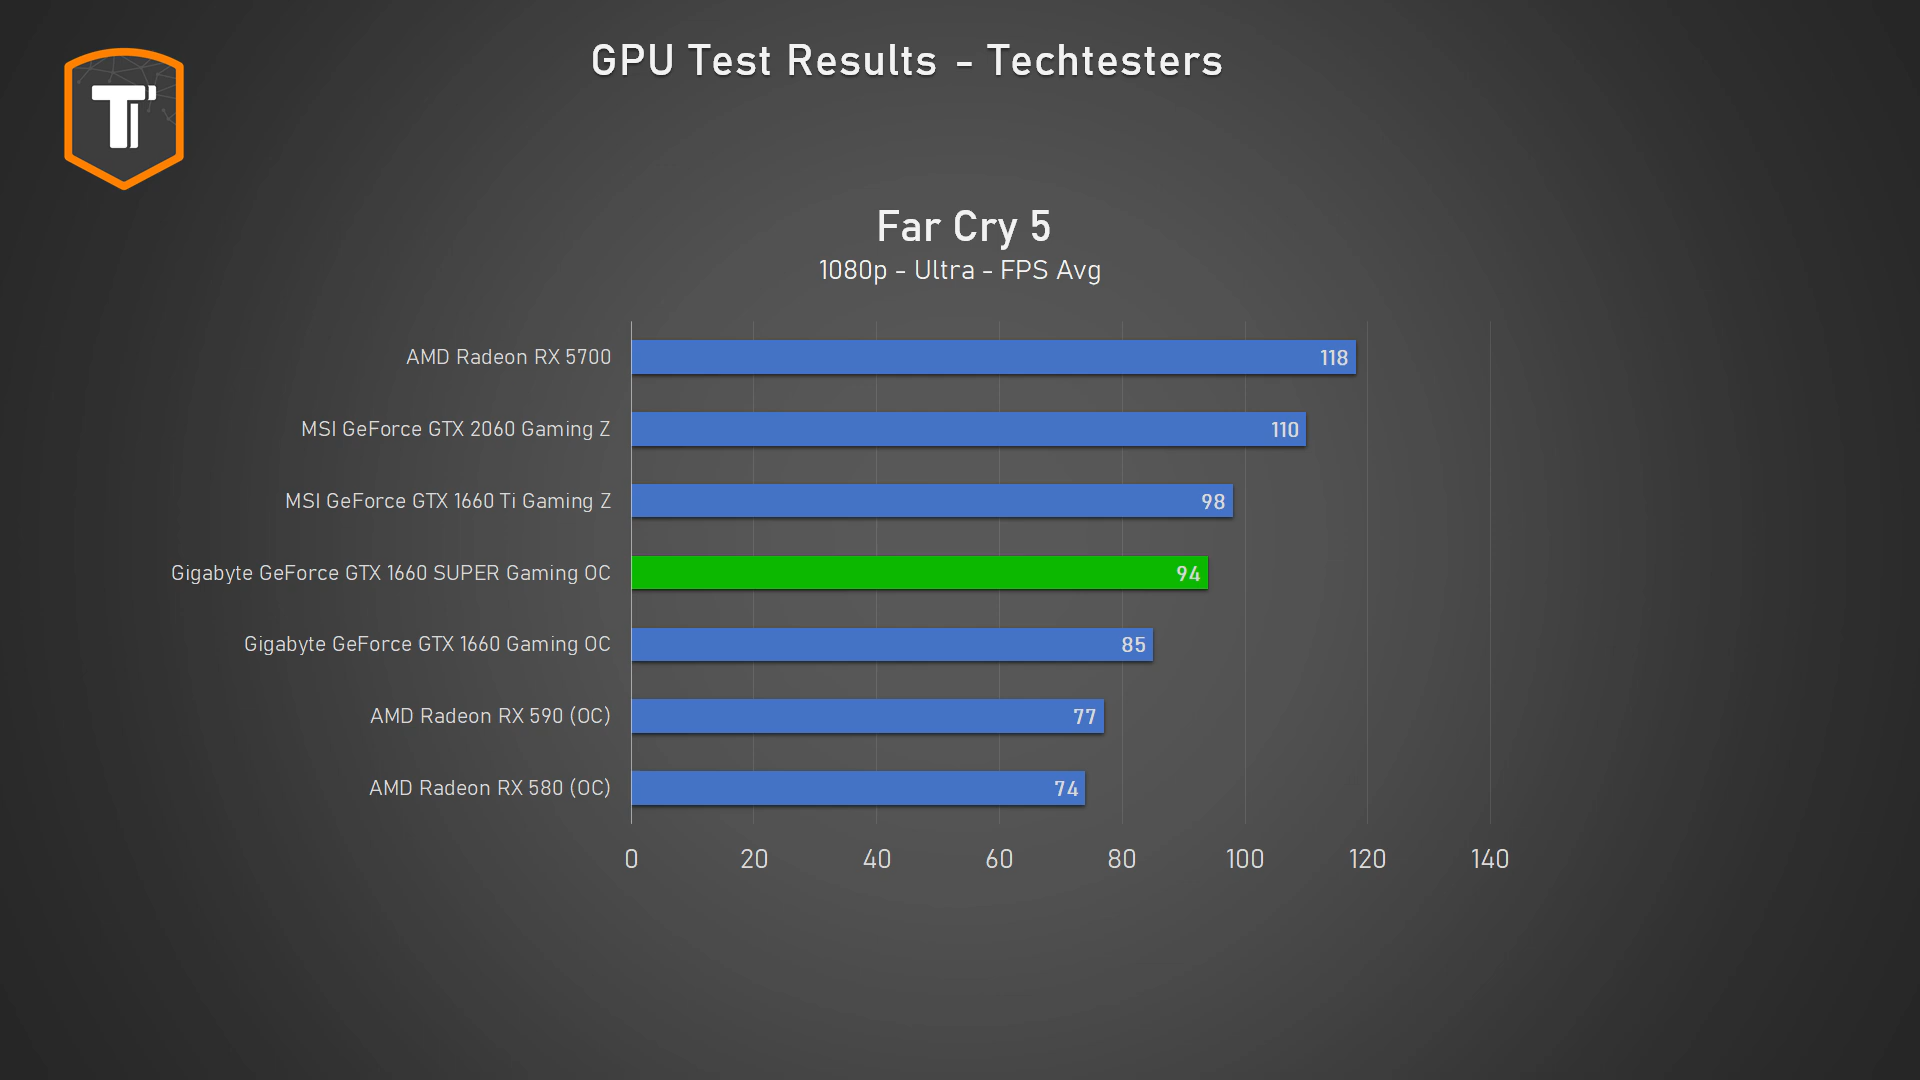 GPU Test Results - Techtesters
T
Far Cry 5
1080p - Ultra - FPS Avg
AMD Radeon RX 5700 118
MSI GeForce GTX 2060 Gaming Z 110
MSI GeForce GTX 1660 Ti Gaming Z 98
Gigabyte GeForce GTX 1660 SUPER Gaming OC 94
Gigabyte GeForce GTX 1660 Gaming OC 85
AMD Radeon RX 590 (OC) 77
AMD Radeon RX 580 (OC) 74
0 20 40 60 80 100 120 140